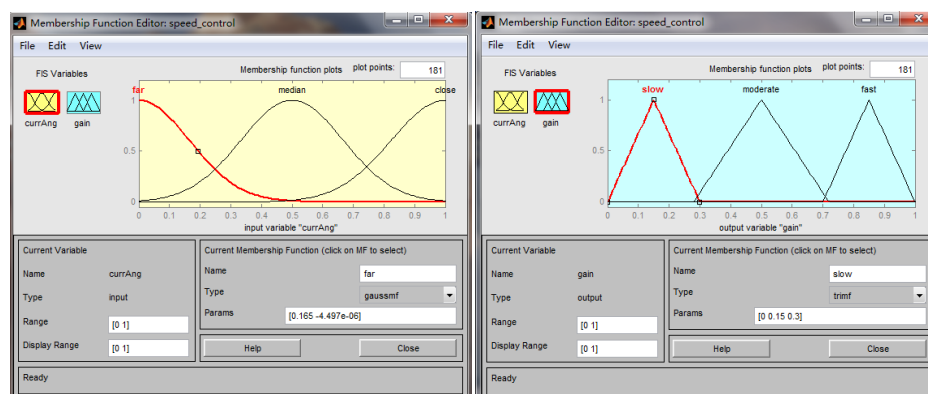 Membership Function Editor: speed_control
File Edit View
FIS Variables
Membership function plots plot points: 181
far median close
currAng gain
1
0.5
0
0 0.1 0.2 0.3 0.4 0.5 0.6 0.7 0.8 0.9 1
input variable "currAng"
Current Variable
Name currAng
Type input
Range [0 1]
Display Range [0 1]
Current Membership Function (click on MF to select)
Name far
Type gaussmf
Params [0.165 -4.497e-06]
Help Close
Ready
Membership Function Editor: speed_control
File Edit View
FIS Variables
Membership function plots plot points: 181
slow moderate fast
currAng gain
1
0.5
0
0 0.1 0.2 0.3 0.4 0.5 0.6 0.7 0.8 0.9 1
output variable "gain"
Current Variable
Name gain
Type output
Range [0 1]
Display Range [0 1]
Current Membership Function (click on MF to select)
Name slow
Type trimf
Params [0 0.15 0.3]
Help Close
Ready